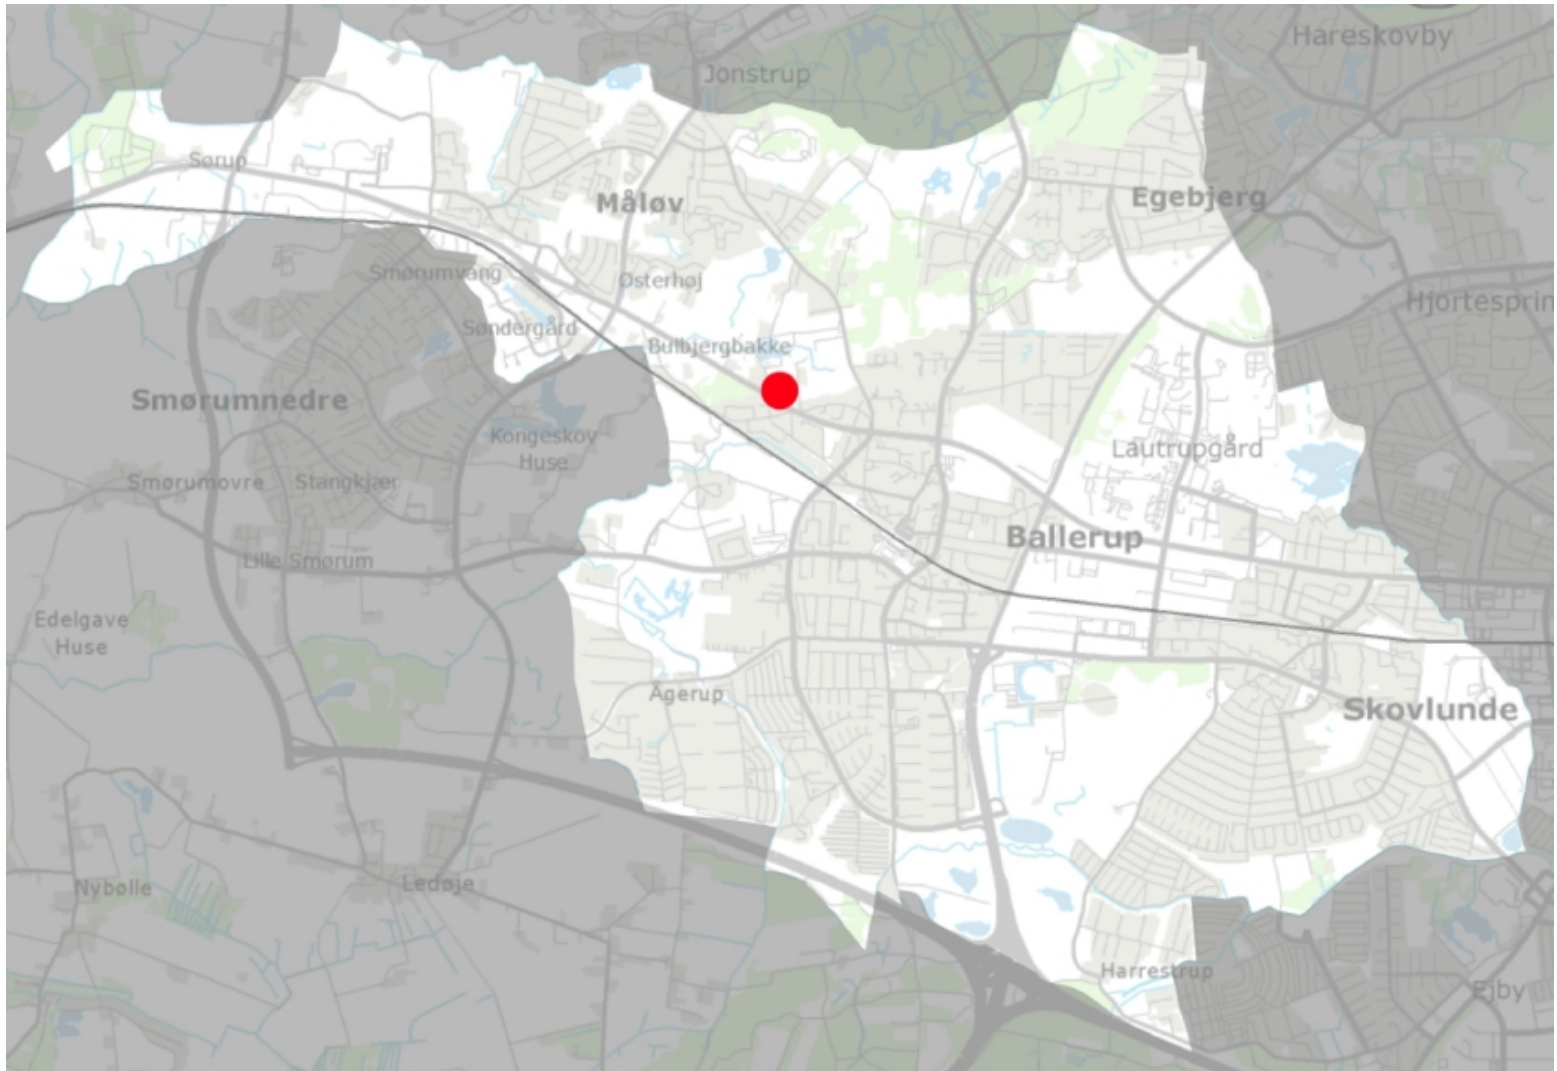 Hareskovby
Jonstrup
Sørup
Måløv
Egebjerg
Smørumvang
Østerhøj
Hjortesprin
Søndergård
Bulbjergbakke
Smørumnedre
Kongeskov
Huse
Lautrupgård
Smørumovre
Stangkjær
Ballerup
Lille Smørum
Edelgave
Huse
Ågerup
Skovlunde
Nybølle
Ledøje
Harrestrup
Ejby